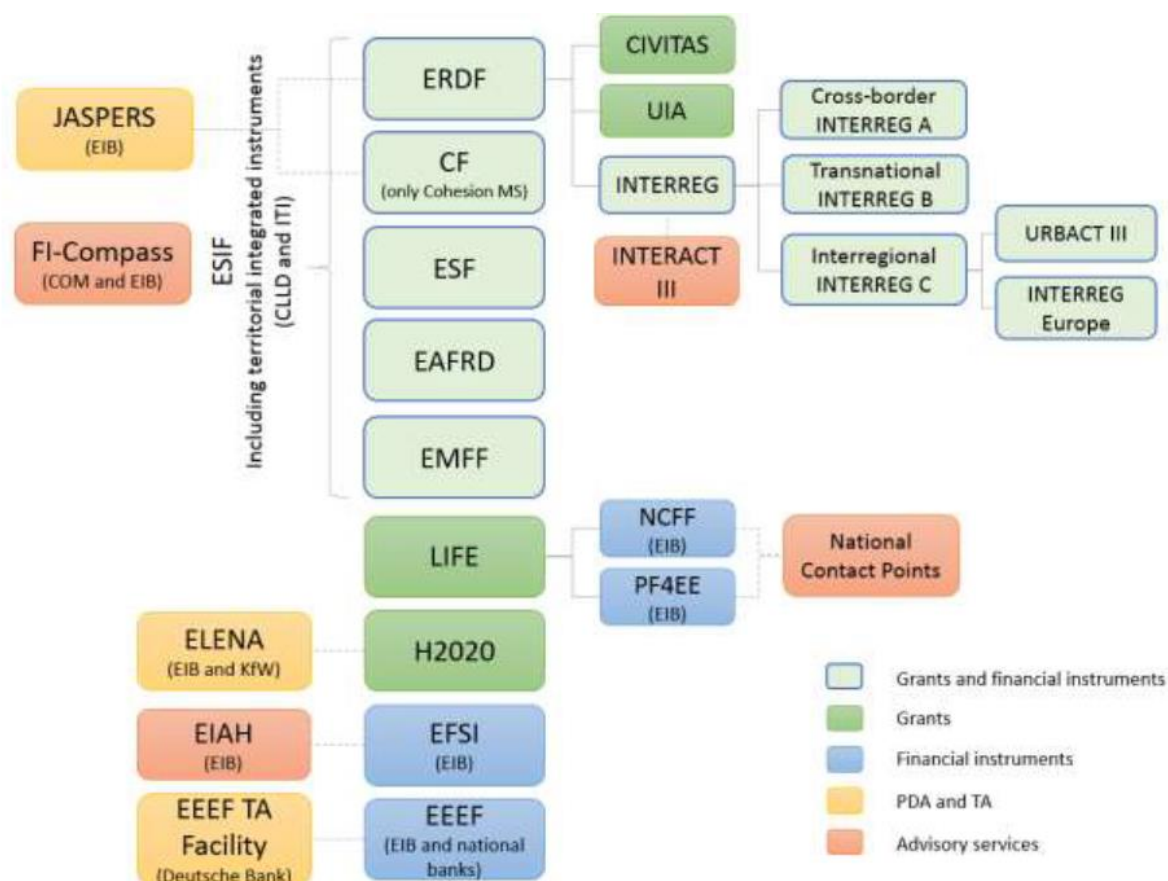 JASPERS
(EIB)
FI-Compass
(COM and EIB)
ESIF
Including territorial integrated instruments
(CLLD and ITI)
ERDF
CF
(only Cohesion MS)
ESF
EAFRD
EMFF
CIVITAS
UIA
INTERREG
INTERACT
III
Cross-border
INTERREG A
Transnational
INTERREG B
Interregional
INTERREG C
URBACT III
INTERREG
Europe
LIFE
NCFF
(EIB)
PF4EE
(EIB)
National
Contact Points
ELENA
(EIB and KfW)
H2020
EIAH
(EIB)
EFSI
(EIB)
EEEF TA
Facility
(Deutsche Bank)
EEEF
(EIB and national
banks)
Grants and financial instruments
Grants
Financial instruments
PDA and TA
Advisory services